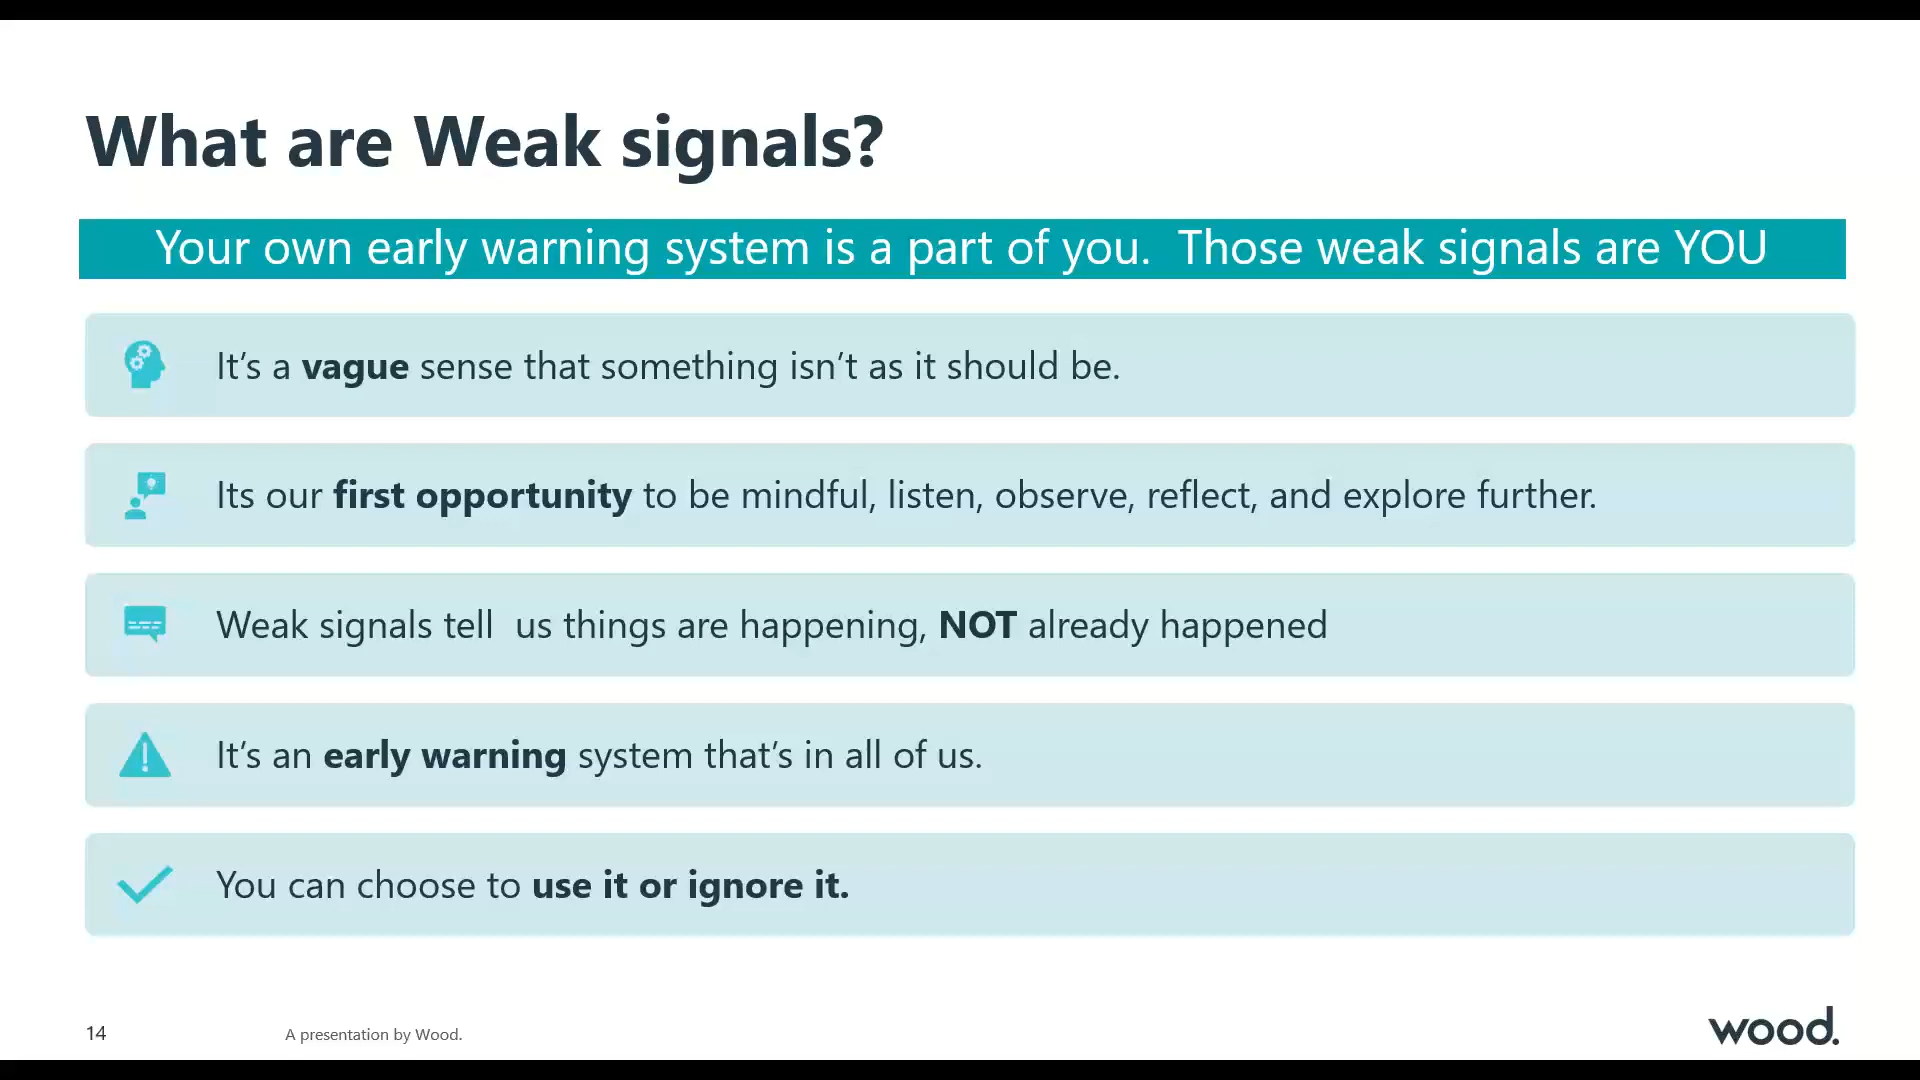 What are Weak signals?
Your own early warning system is a part of you.  Those weak signals are YOU
It’s a vague sense that something isn’t as it should be.
Its our first opportunity to be mindful, listen, observe, reflect, and explore further.
Weak signals tell  us things are happening, NOT already happened
It’s an early warning system that’s in all of us.
You can choose to use it or ignore it.
14
A presentation by Wood.
wood.